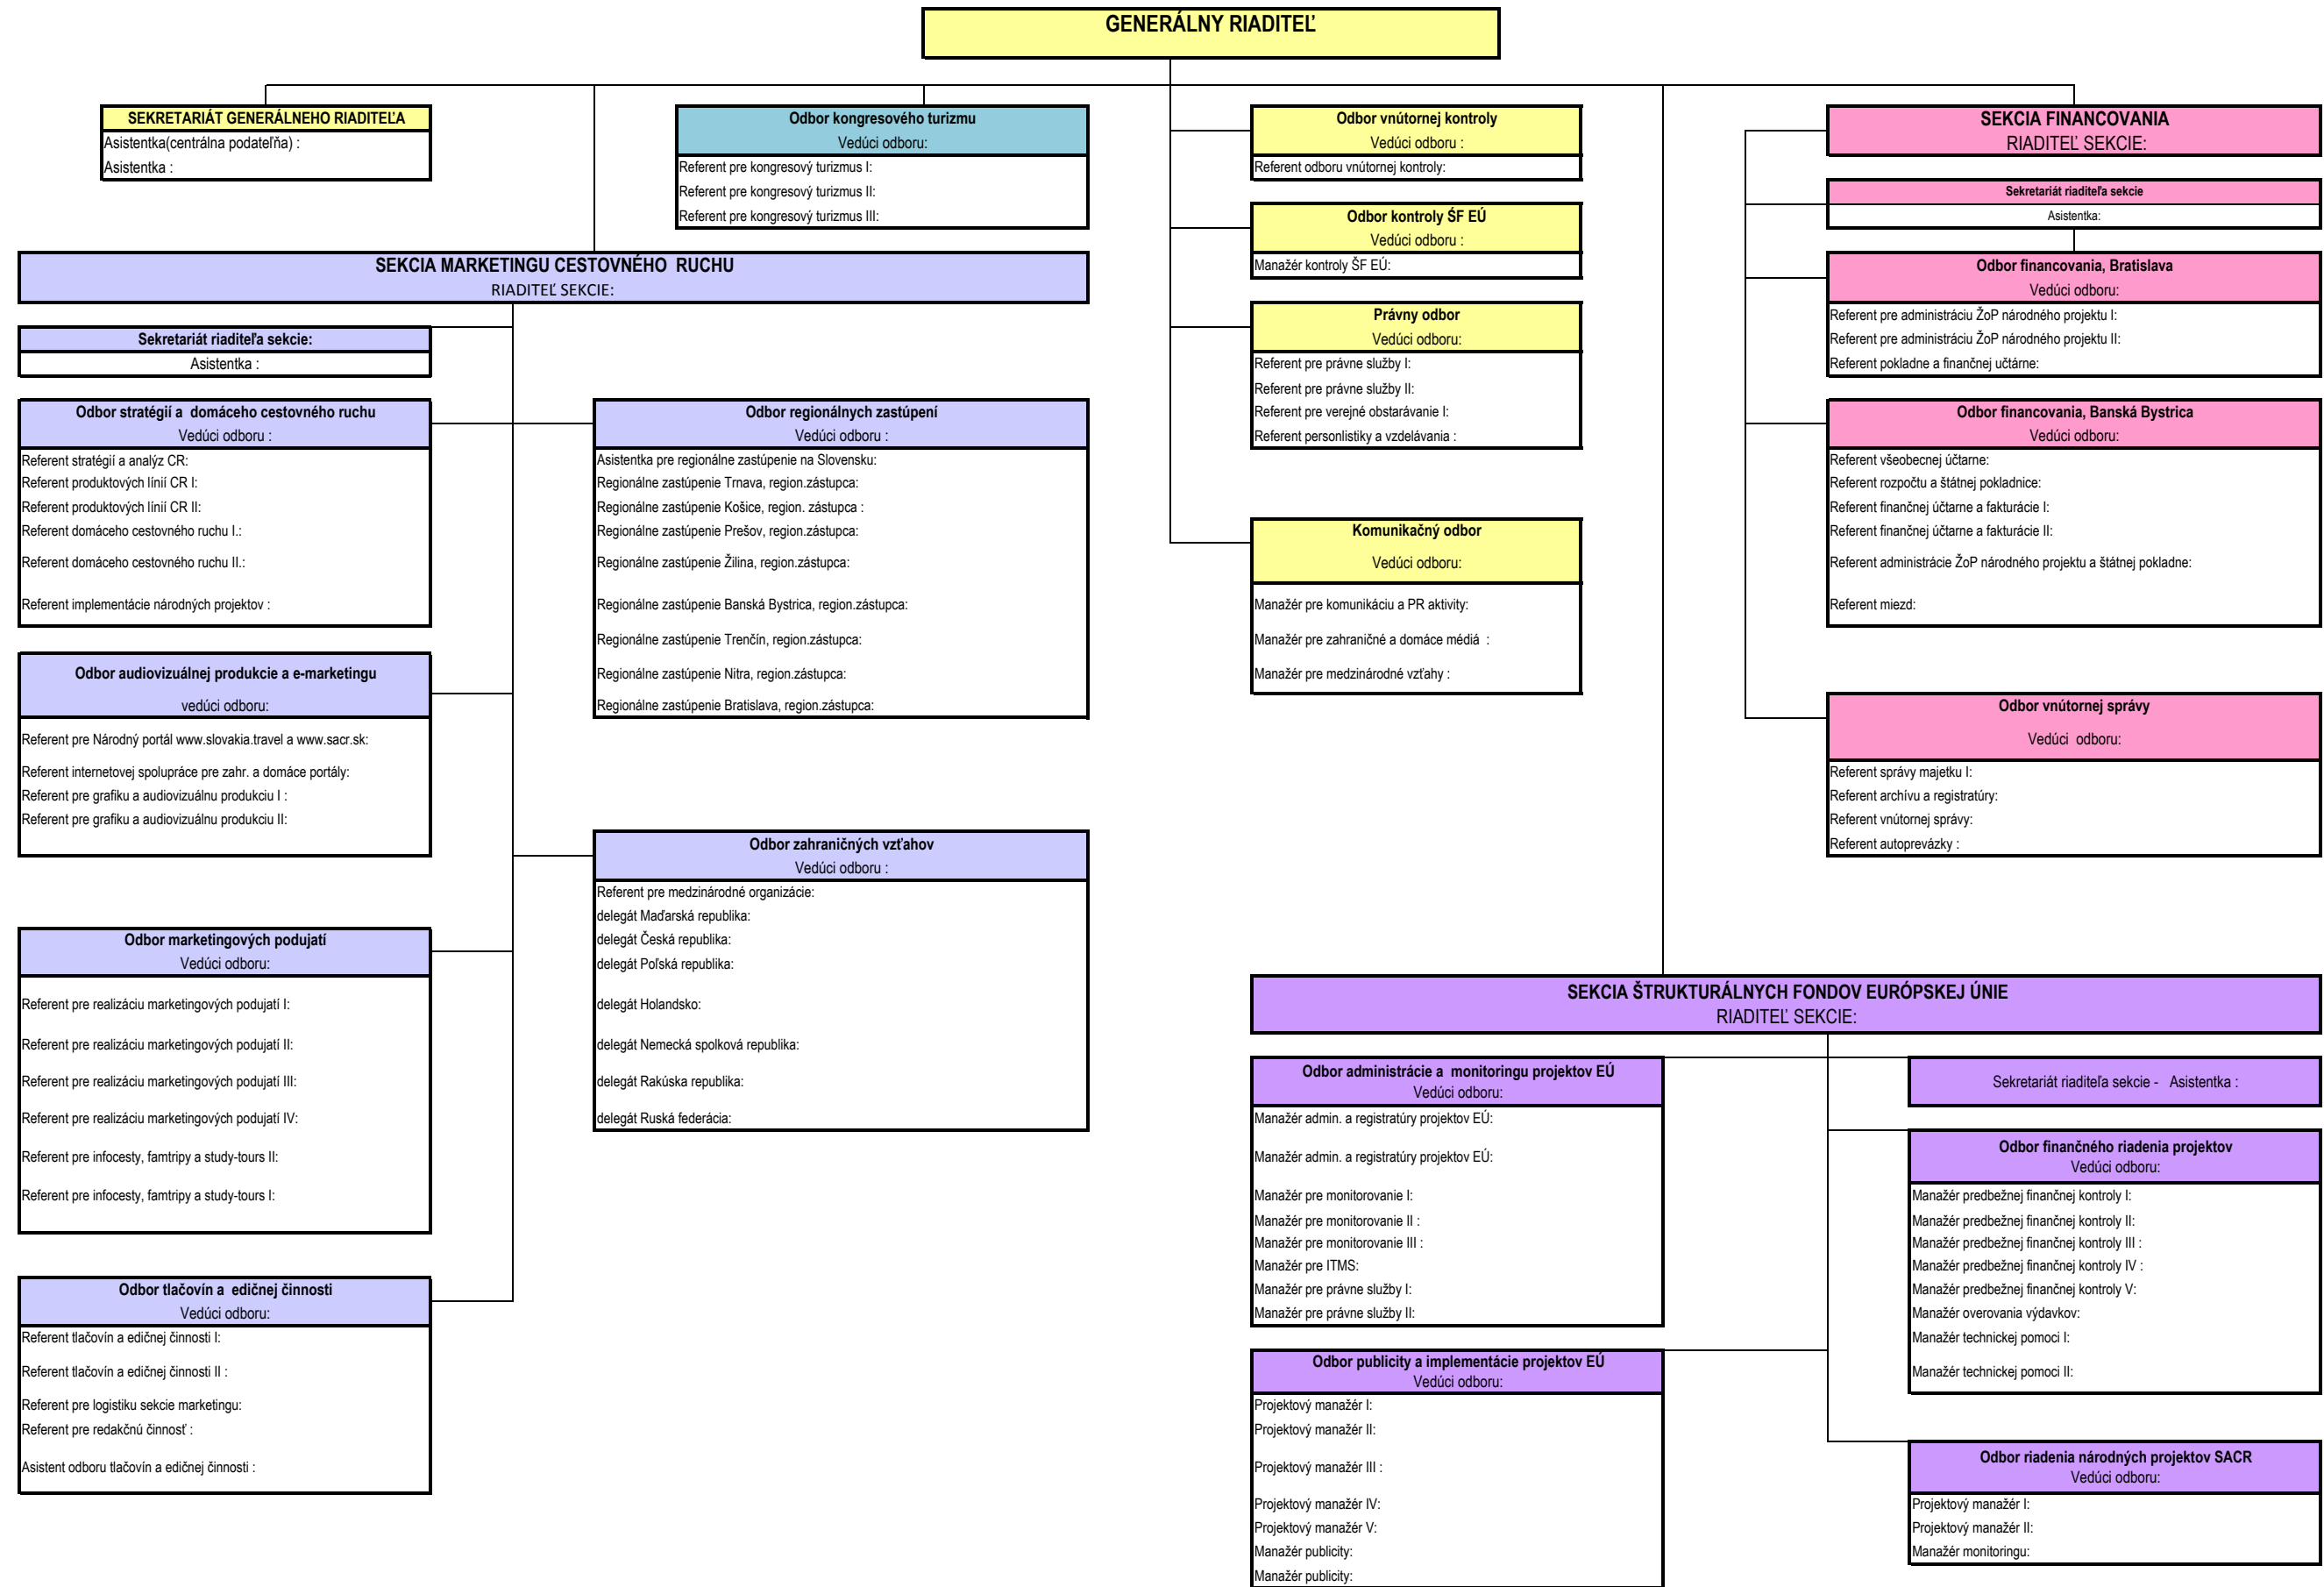 GENERÁLNY RIADITEĽ
SEKRETARIÁT GENERÁLNEHO RIADITEĽA
Asistentka(centrálna podateľňa) :
Asistentka :
Odbor kongresového turizmu
Vedúci odboru:
Referent pre kongresový turizmus I:
Referent pre kongresový turizmus II:
Referent pre kongresový turizmus III:
Odbor vnútornej kontroly
Vedúci odboru :
Referent odboru vnútornej kontroly:
Odbor kontroly ŚF EÚ
Vedúci odboru :
Manažér kontroly ŠF EÚ:
Právny odbor
Vedúci odboru:
Referent pre právne služby I:
Referent pre právne služby II:
Referent pre verejné obstarávanie I:
Referent personlistiky a vzdelávania :
Komunikačný odbor
Vedúci odboru:
Manažér pre komunikáciu a PR aktivity:
Manažér pre zahraničné a domáce médiá :
Manažér pre medzinárodné vzťahy :
SEKCIA FINANCOVANIA
RIADITEĽ SEKCIE:
Sekretariát riaditeľa sekcie
Asistentka:
Odbor financovania, Bratislava
Vedúci odboru:
Referent pre administráciu ŽoP národného projektu I:
Referent pre administráciu ŽoP národného projektu II:
Referent pokladne a finančnej učtárne:
Odbor financovania, Banská Bystrica
Vedúci odboru:
Referent všeobecnej účtarne:
Referent rozpočtu a štátnej pokladnice:
Referent finančnej účtarne a fakturácie I:
Referent finančnej účtarne a fakturácie II:
Referent administrácie ŽoP národného projektu a štátnej pokladne:
Referent miezd:
Odbor vnútornej správy
Vedúci odboru:
Referent správy majetku I:
Referent archívu a registratúry:
Referent vnútornej správy:
Referent autoprevázky :
SEKCIA MARKETINGU CESTOVNÉHO RUCHU
RIADITEĽ SEKCIE:
Sekretariát riaditeľa sekcie:
Asistentka :
Odbor stratégií a domáceho cestovného ruchu
Vedúci odboru :
Referent stratégií a analýz CR:
Referent produktových línií CR I:
Referent produktových línií CR II:
Referent domáceho cestovného ruchu I.:
Referent domáceho cestovného ruchu II.:
Referent implementácie národných projektov :
Odbor audiovizuálnej produkcie a e-marketingu
vedúci odboru:
Referent pre Národný portál www.slovakia.travel a www.sacr.sk:
Referent internetovej spolupráce pre zahr. a domáce portály:
Referent pre grafiku a audiovizuálnu produkciu I :
Referent pre grafiku a audiovizuálnu produkciu II:
Odbor marketingových podujatí
Vedúci odboru:
Referent pre realizáciu marketingových podujatí I:
Referent pre realizáciu marketingových podujatí II:
Referent pre realizáciu marketingových podujatí III:
Referent pre realizáciu marketingových podujatí IV:
Referent pre infocesty, famtripy a study-tours II:
Referent pre infocesty, famtripy a study-tours I:
Odbor tlačovín a edičnej činnosti
Vedúci odboru:
Referent tlačovín a edičnej činnosti I:
Referent tlačovín a edičnej činnosti II :
Referent pre logistiku sekcie marketingu:
Referent pre redakčnú činnosť :
Asistent odboru tlačovín a edičnej činnosti :
Odbor regionálnych zastúpení
Vedúci odboru :
Asistentka pre regionálne zastúpenie na Slovensku:
Regionálne zastúpenie Trnava, region.zástupca:
Regionálne zastúpenie Košice, region. zástupca :
Regionálne zastúpenie Prešov, region.zástupca:
Regionálne zastúpenie Žilina, region.zástupca:
Regionálne zastúpenie Banská Bystrica, region.zástupca:
Regionálne zastúpenie Trenčín, region.zástupca:
Regionálne zastúpenie Nitra, region.zástupca:
Regionálne zastúpenie Bratislava, region.zástupca:
Odbor zahraničných vzťahov
Vedúci odboru :
Referent pre medzinárodné organizácie:
delegát Maďarská republika:
delegát Česká republika:
delegát Poľská republika:
delegát Holandsko:
delegát Nemecká spolková republika:
delegát Rakúska republika:
delegát Ruská federácia:
SEKCIA ŠTRUKTURÁLNYCH FONDOV EURÓPSKEJ ÚNIE
RIADITEĽ SEKCIE:
Odbor administrácie a monitoringu projektov EÚ
Vedúci odboru:
Manažér admin. a registratúry projektov EÚ:
Manažér admin. a registratúry projektov EÚ:
Manažér pre monitorovanie I:
Manažér pre monitorovanie II :
Manažér pre monitorovanie III :
Manažér pre ITMS:
Manažér pre právne služby I:
Manažér pre právne služby II:
Odbor publicity a implementácie projektov EÚ
Vedúci odboru:
Projektový manažér I:
Projektový manažér II:
Projektový manažér III :
Projektový manažér IV:
Projektový manažér V:
Manažér publicity:
Manažér publicity:
Sekretariát riaditeľa sekcie - Asistentka :
Odbor finančného riadenia projektov
Vedúci odboru:
Manažér predbežnej finančnej kontroly I:
Manažér predbežnej finančnej kontroly II:
Manažér predbežnej finančnej kontroly III :
Manažér predbežnej finančnej kontroly IV :
Manažér predbežnej finančnej kontroly V:
Manažér overovania výdavkov:
Manažér technickej pomoci I:
Manažér technickej pomoci II:
Odbor riadenia národných projektov SACR
Vedúci odboru:
Projektový manažér I:
Projektový manažér II:
Manažér monitoringu: